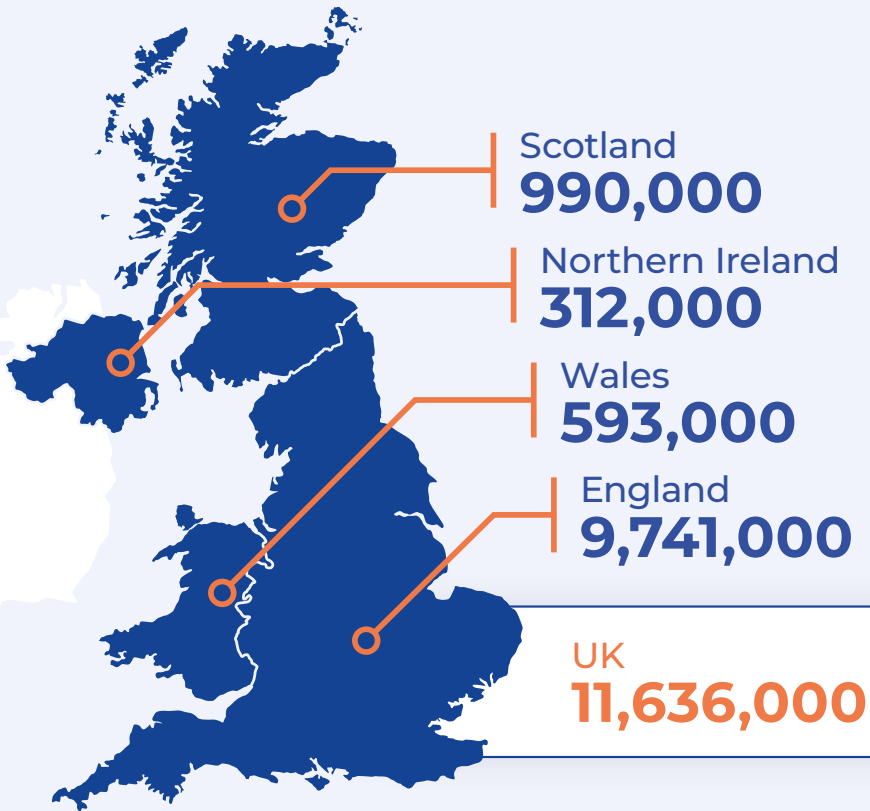 Scotland
990,000
Northern Ireland
312,000
Wales
593,000
England
9,741,000
UK
11,636,000